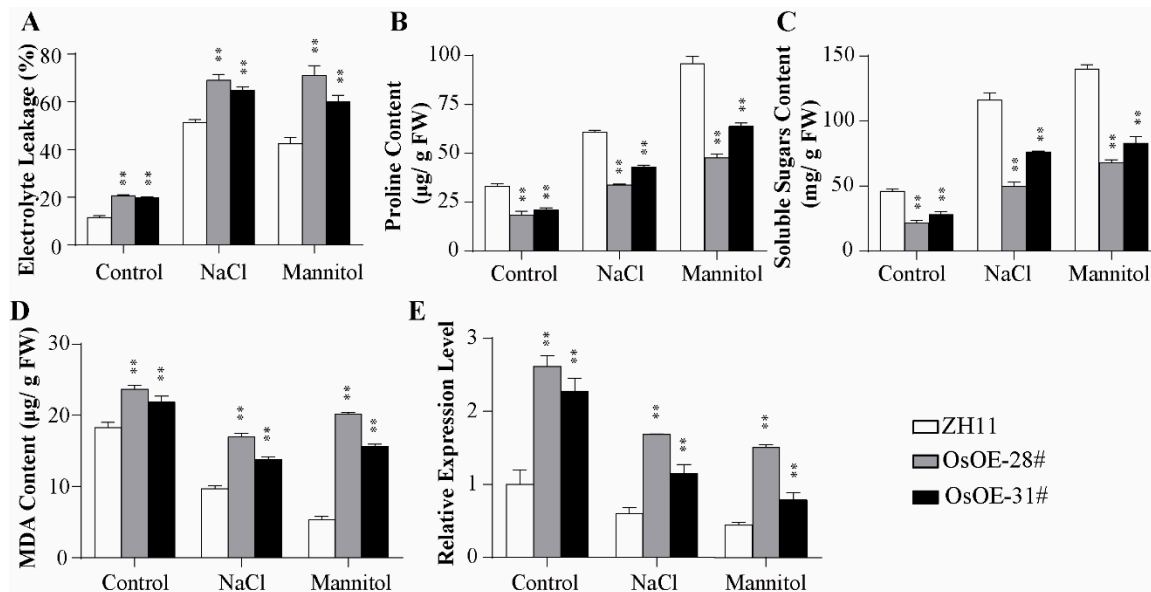 A
Electrolyte Leakage (%)
80
60
40
20
0
** ** ** ** ** **
Control NaCl Mannitol
B
Proline Content
(µg/ g FW)
100
75
50
25
0
** ** ** ** ** **
Control NaCl Mannitol
C
Soluble Sugars Content
(mg/ g FW)
150
100
50
0
** ** ** ** ** **
Control NaCl Mannitol
D
MDA Content (µg/ g FW)
30
20
10
0
** ** ** ** ** **
Control NaCl Mannitol
E
Relative Expression Level
3
2
1
0
** ** ** ** ** **
Control NaCl Mannitol
ZH11
OsOE-28#
OsOE-31#